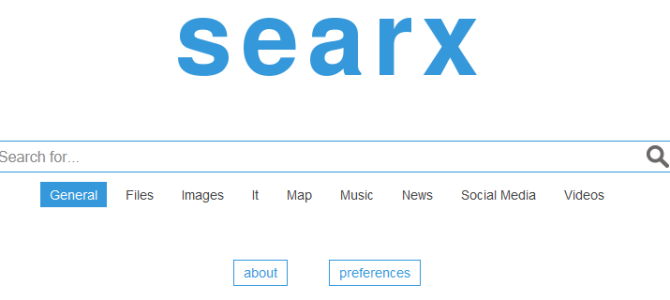 searx
Search for...
General Files Images It Map Music News Social Media Videos
about preferences